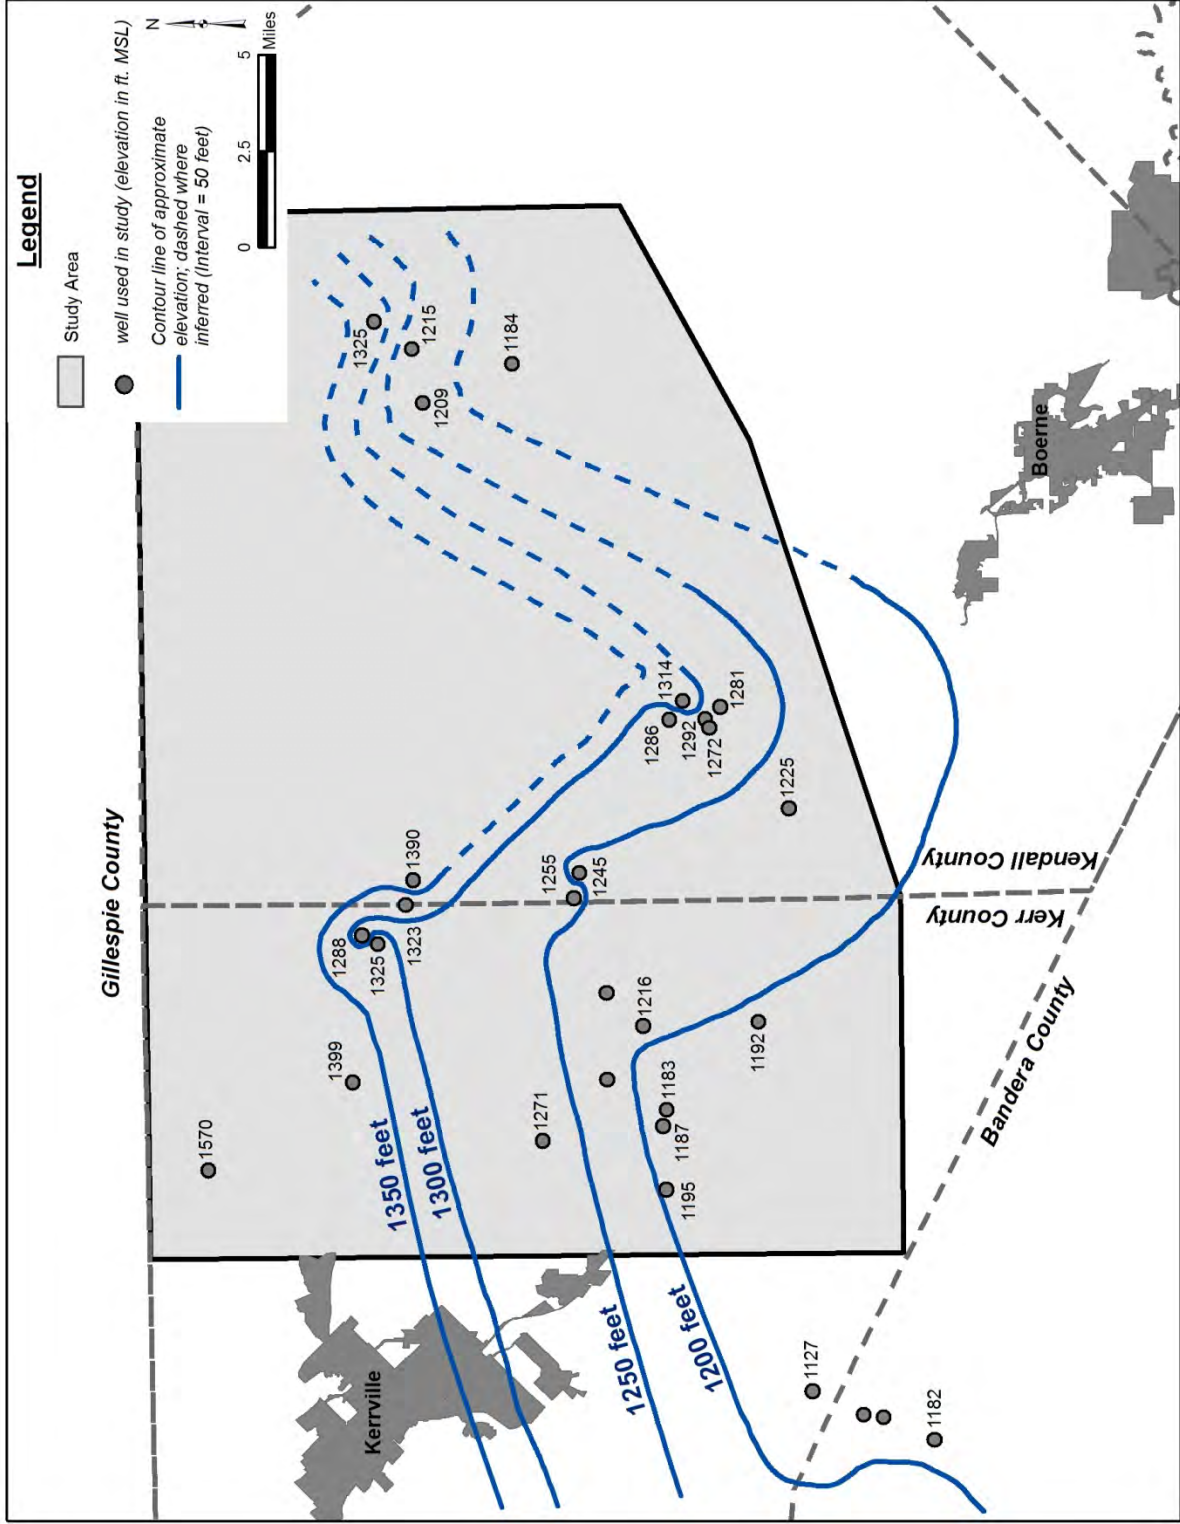 Legend
Study Area
well used in study (elevation in ft. MSL)
Contour line of approximate
elevation; dashed where
inferred (Interval = 50 feet)
N
0
2.5
5
Miles
Gillespie County
1570
1399
1288
1325
1323
1390
1350 feet
1300 feet
1271
1255
1245
1216
1183
1187
1195
1192
1250 feet
1200 feet
1286
1314
1292
1272
1281
1225
1325
1215
1209
1184
Kerrville
Boerne
Kendall County
Kerr County
Bandera County
1127
1182